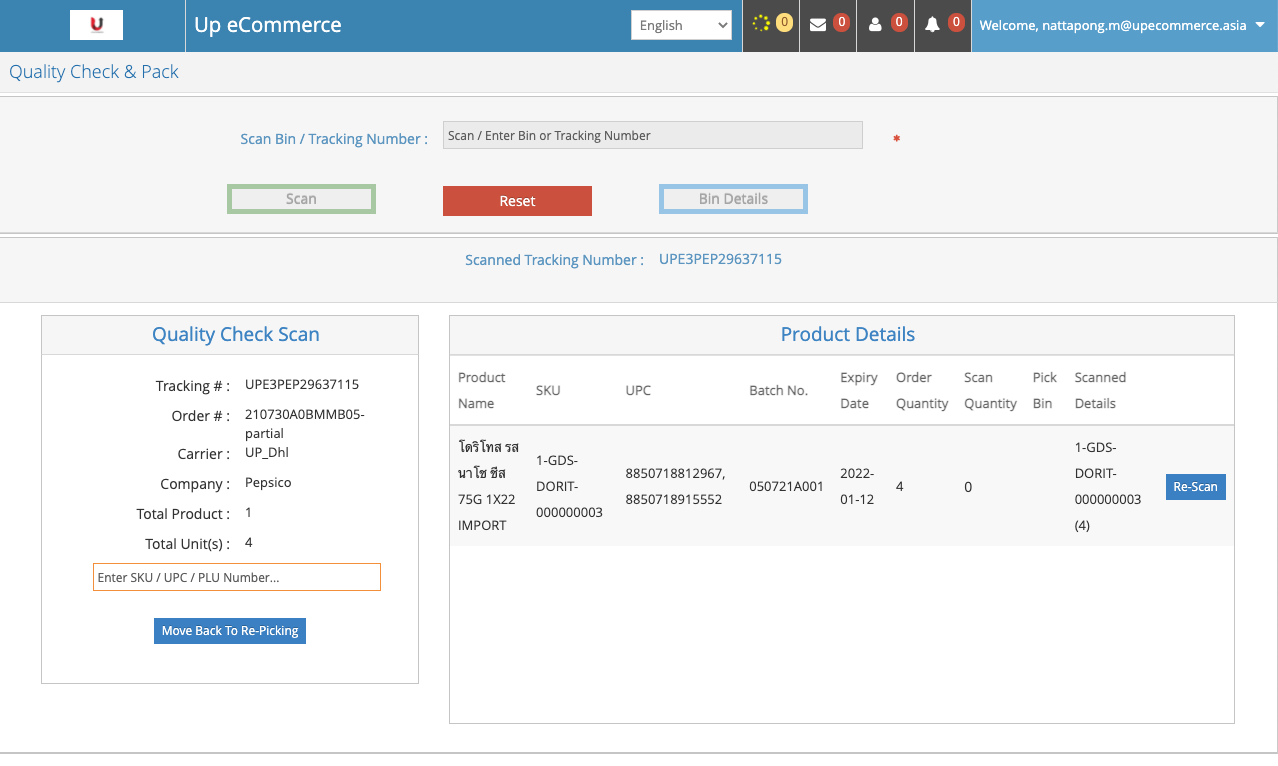 U
Up eCommerce
English
0
0
0
0
Welcome, nattapong.m@upecommerce.asia
Quality Check & Pack
Scan Bin / Tracking Number :
Scan / Enter Bin or Tracking Number
*
Scan
Reset
Bin Details
Scanned Tracking Number : UPE3PEP29637115
Quality Check Scan
Tracking # : UPE3PEP29637115
Order # : 210730A0BMMB05-
partial
Carrier : UP_Dhl
Company : Pepsico
Total Product : 1
Total Unit(s) : 4
Enter SKU / UPC / PLU Number...
Move Back To Re-Picking
Product Details
Product
Name
SKU
UPC
Batch No.
Expiry
Date
Order
Quantity
Scan
Quantity
Pick
Bin
Scanned
Details
โดริโทส รส
นาโช ชีส
75G 1X22
IMPORT
1-GDS-
DORIT-
000000003
8850718812967,
8850718915552
050721A001
2022-
01-12
4
0
1-GDS-
DORIT-
000000003
(4)
Re-Scan